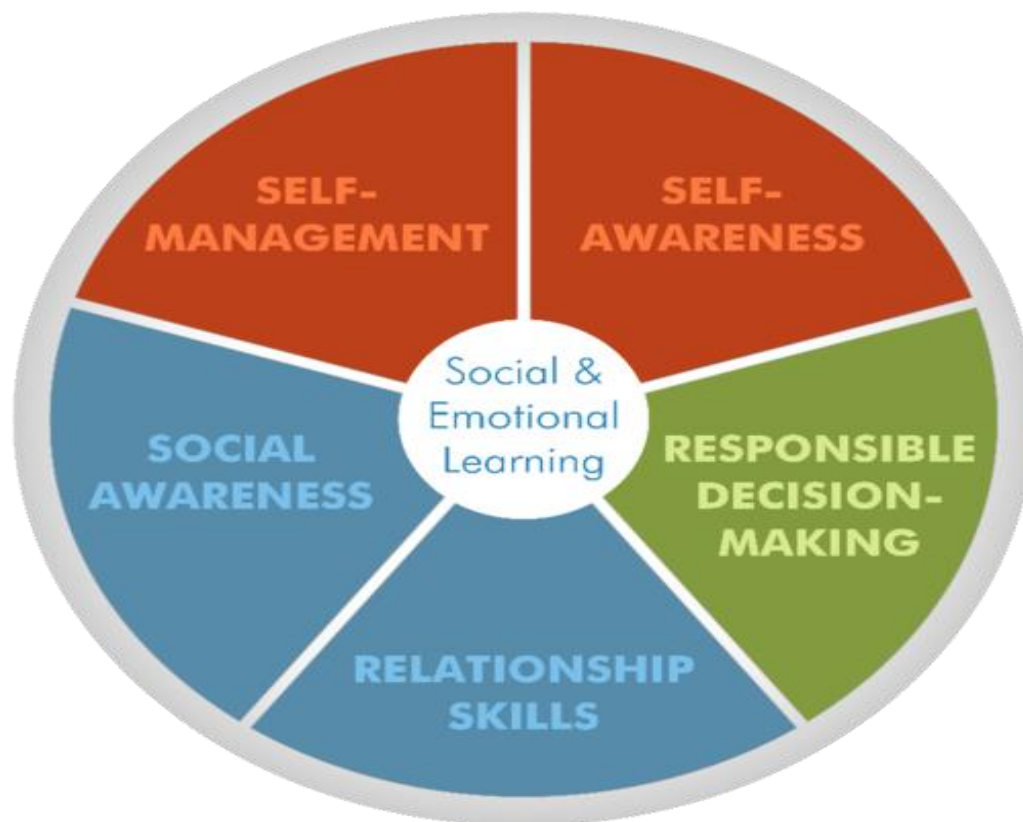 SELF-
MANAGEMENT
SELF-
AWARENESS
Social &
Emotional
Learning
SOCIAL
AWARENESS
RESPONSIBLE
DECISION-
MAKING
RELATIONSHIP
SKILLS